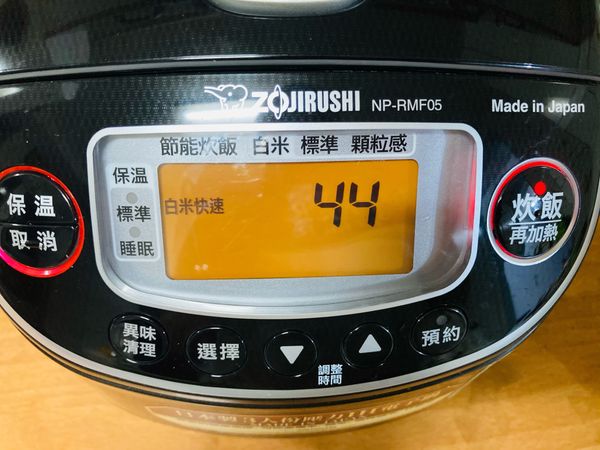 ZOJIRUSHI NP-RMF05
Made in Japan
節能炊飯 白米 標準 顆粒感
保溫
標準
睡眠
白米快速
44
保溫
取消
炊飯
再加熱
異味
清理
選擇
調整
時間
預約